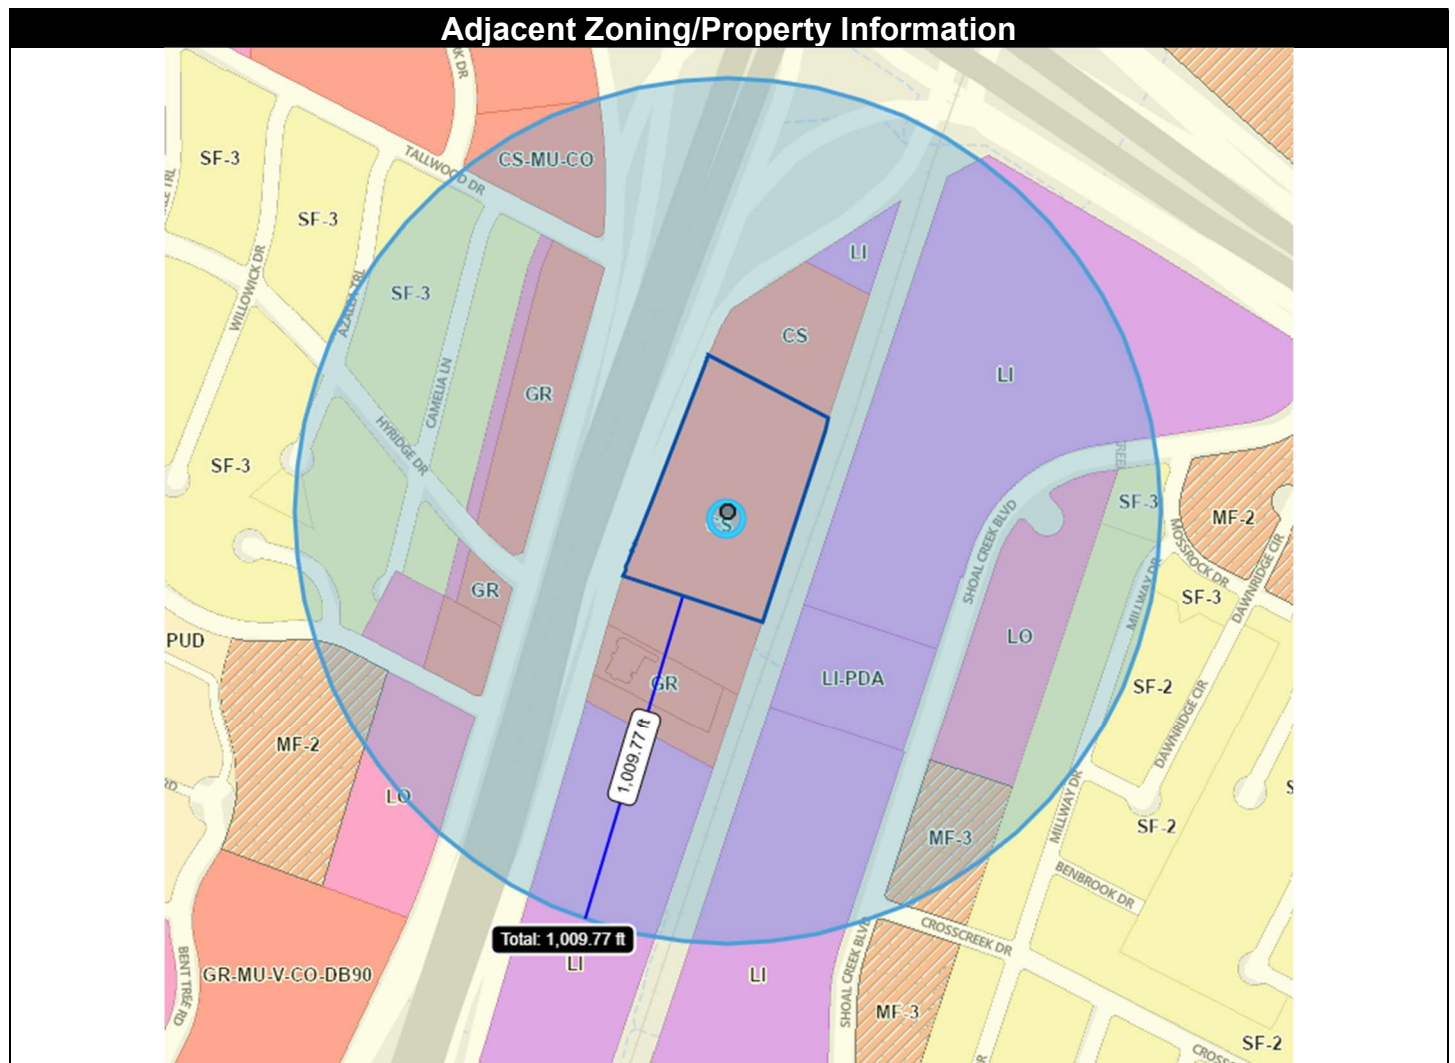 Adjacent Zoning/Property Information
RK DR
SF-3
TALLWOOD DR
CS-MU-CO
SF-3
WILLOWICK DR
AZALEA TRL
SF-3
LI
CS
LI
CAMELIA LN
GR
HYRIDGE DR
SF-3
SHOAL CREEK BLVD
SF-3
MF-2
MOSSROCK DR
DAWNRIDGE CIR
MILLWAY DR
SF-3
GR
PUD
LO
LI-PDA
GR
SF-2
DAWNRIDGE CIR
MF-2
1,009.77 ft
LO
MILLWAY DR
SF-2
MF-3
BENBROOK DR
CROSSCREEK DR
Total: 1,009.77 ft
LI
LI
GR-MU-V-CO-DB90
BENT TREE RD
SHOAL CREEK BLVD
MF-3
SF-2
CROSS